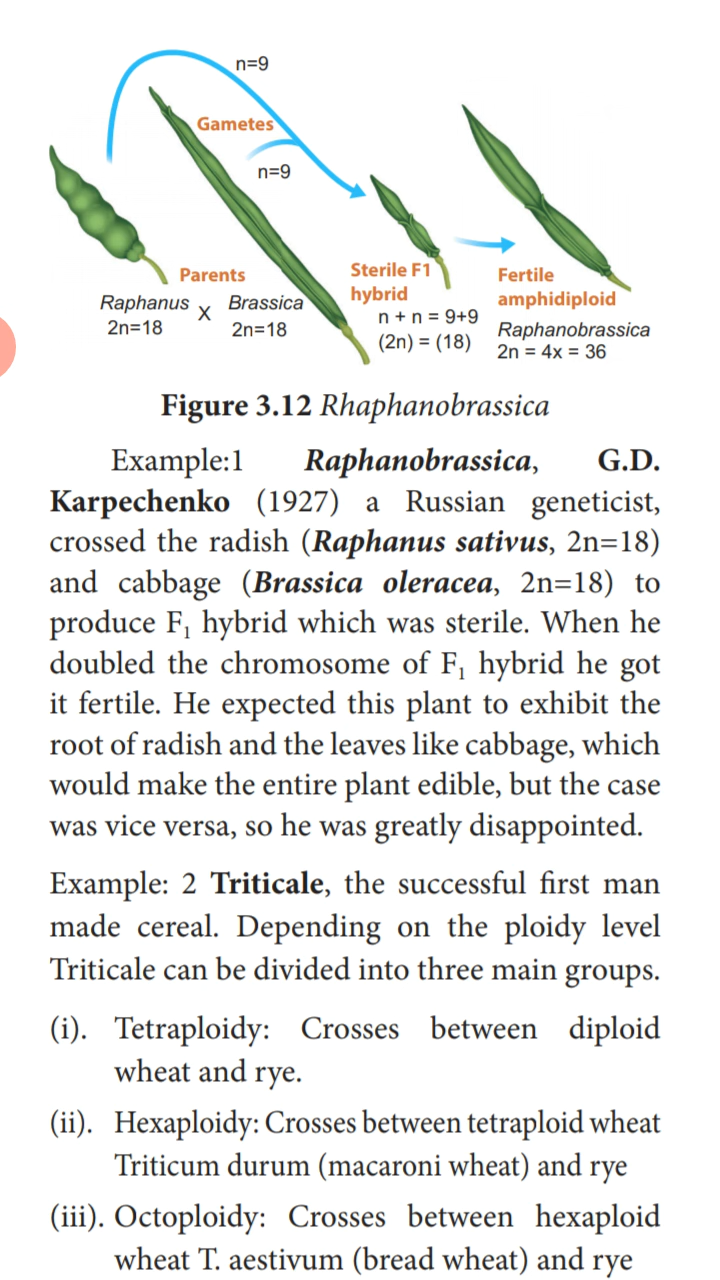 n=9
Gametes
n=9
Parents
Raphanus X Brassica
2n=18 2n=18
Sterile F1
hybrid
n + n = 9+9
(2n) = (18)
Fertile
amphidiploid
Raphanobrassica
2n = 4x = 36
Figure 3.12 Rhaphanobrassica
Example:1 Raphanobrassica, G.D.
Karpechenko (1927) a Russian geneticist,
crossed the radish (Raphanus sativus, 2n=18)
and cabbage (Brassica oleracea, 2n=18) to
produce F₁ hybrid which was sterile. When he
doubled the chromosome of F₁ hybrid he got
it fertile. He expected this plant to exhibit the
root of radish and the leaves like cabbage, which
would make the entire plant edible, but the case
was vice versa, so he was greatly disappointed.
Example: 2 Triticale, the successful first man
made cereal. Depending on the ploidy level
Triticale can be divided into three main groups.
(i). Tetraploidy: Crosses between diploid
wheat and rye.
(ii). Hexaploidy: Crosses between tetraploid wheat
Triticum durum (macaroni wheat) and rye
(iii). Octoploidy: Crosses between hexaploid
wheat T. aestivum (bread wheat) and rye